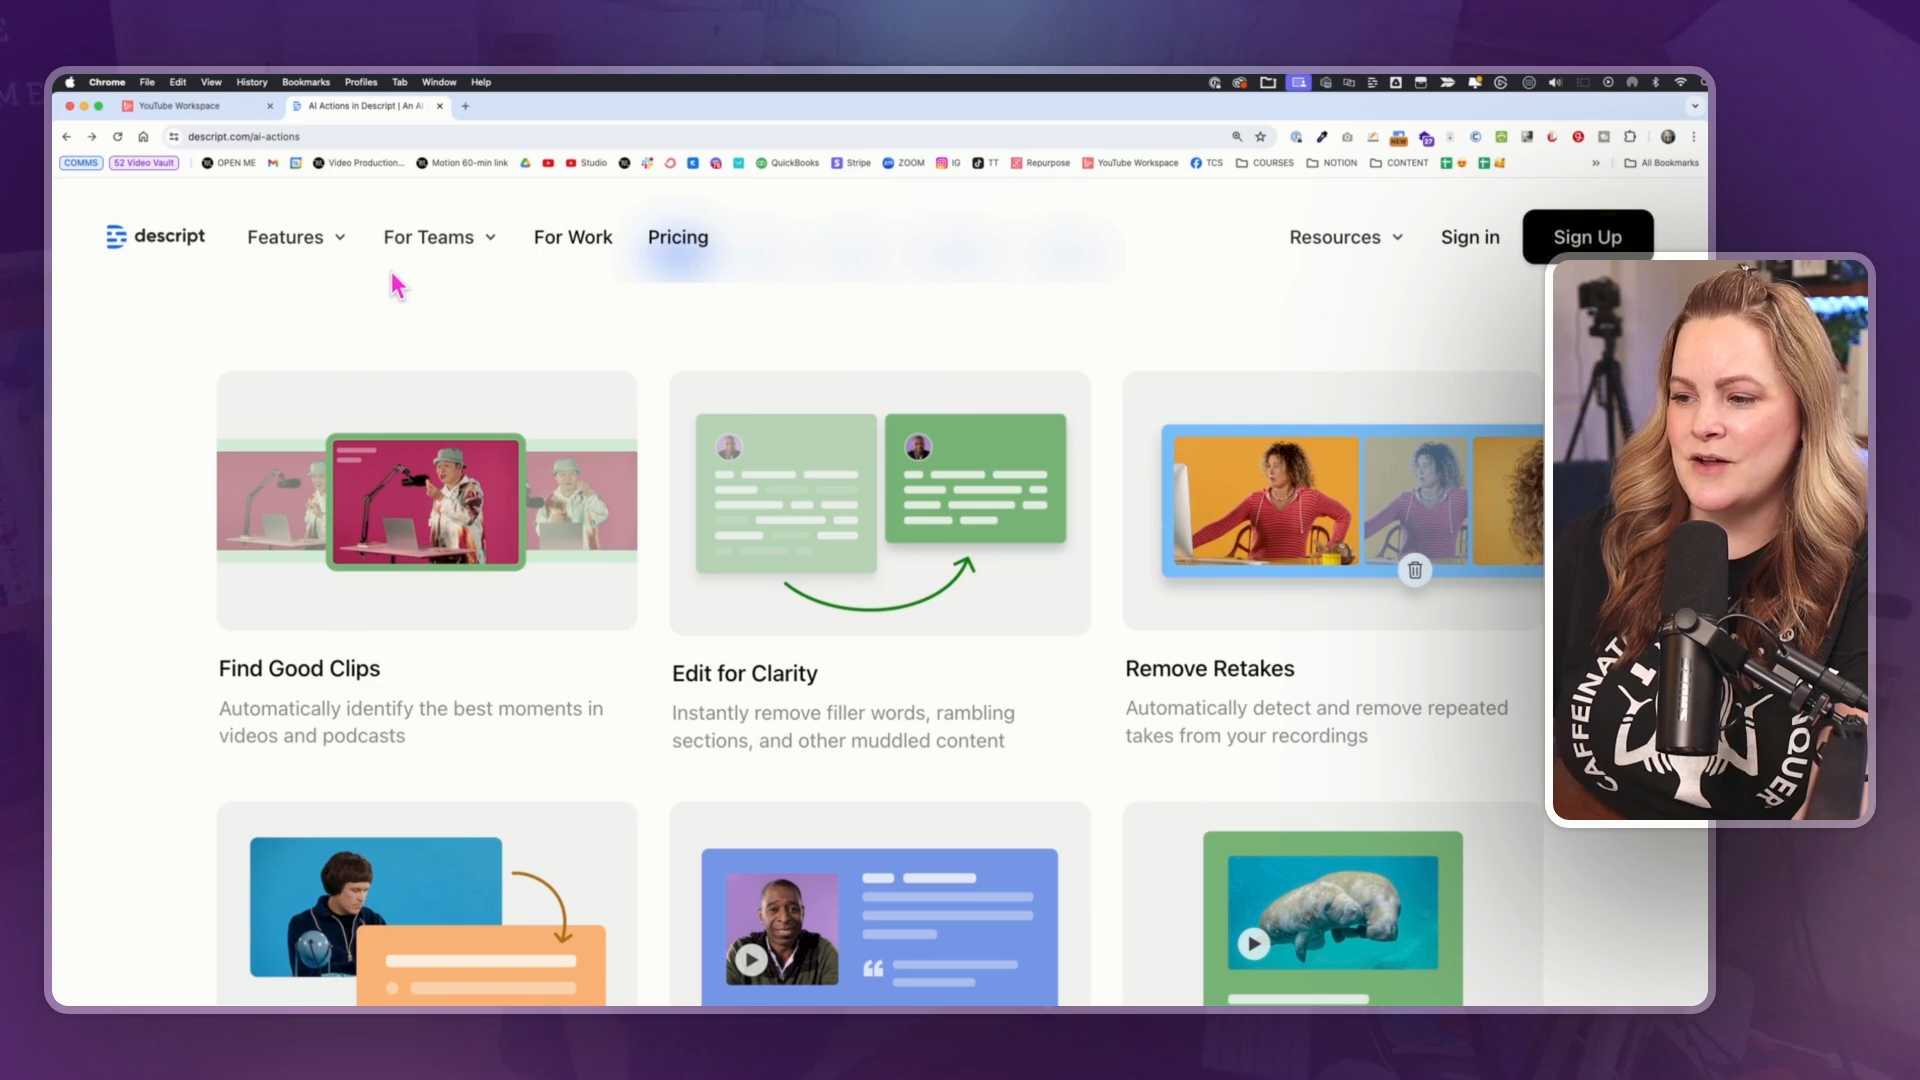 Chrome File Edit View History Bookmarks Profiles Tab Window Help
YouTube Workspace
AI Actions in Descript | An AI
descript.com/ai-actions
NEW
27
COMMS 52 Video Vault OPEN ME Video Production... Motion 60-min link Studio QuickBooks Stripe ZOOM IG TT Repurpose YouTube Workspace TCS COURSES NOTION CONTENT All Bookmarks
descript Features For Teams For Work Pricing Resources Sign in Sign Up
Find Good Clips
Automatically identify the best moments in
videos and podcasts
Edit for Clarity
Instantly remove filler words, rambling
sections, and other muddled content
Remove Retakes
Automatically detect and remove repeated
takes from your recordings